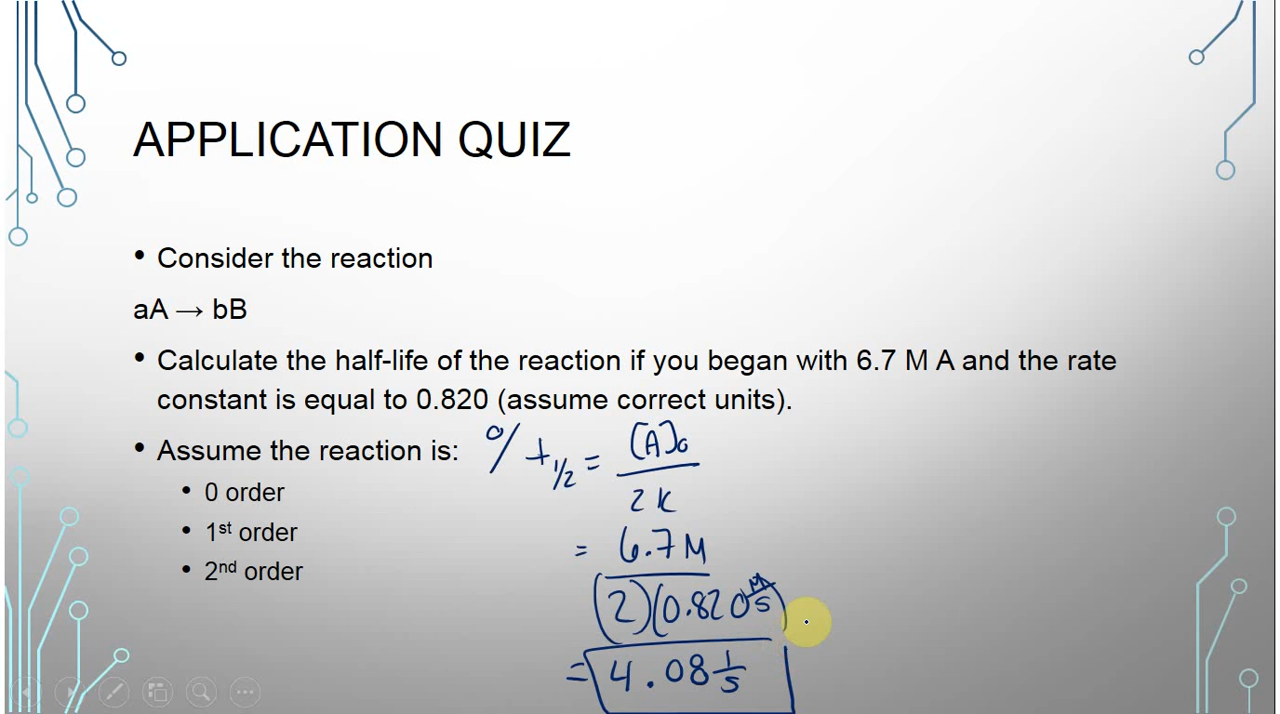 APPLICATION QUIZ
• Consider the reaction
aA → bB
• Calculate the half-life of the reaction if you began with 6.7 M A and the rate
constant is equal to 0.820 (assume correct units).
• Assume the reaction is:
0/ t1/2 = [A]0
2k
• 0 order
• 1st order
= 6.7 M
• 2nd order
(2)(0.820 M/s)
= 4.08 1/s